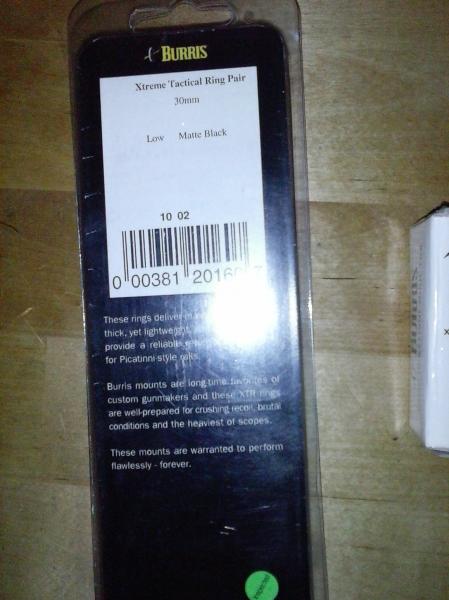 BURRIS
Xtreme Tactical Ring Pair
30mm
Low Matte Black
10 02
0 00381 2016
These rings deliver
thick, yet lightweight,
provide a reliable
for Picatinni-style rails.
Burris mounts are long-time favorites of
custom gunmakers and these XTR rings
are well-prepared for crushing recoil, brutal
conditions and the heaviest of scopes.
These mounts are warranted to perform
flawlessly - forever.